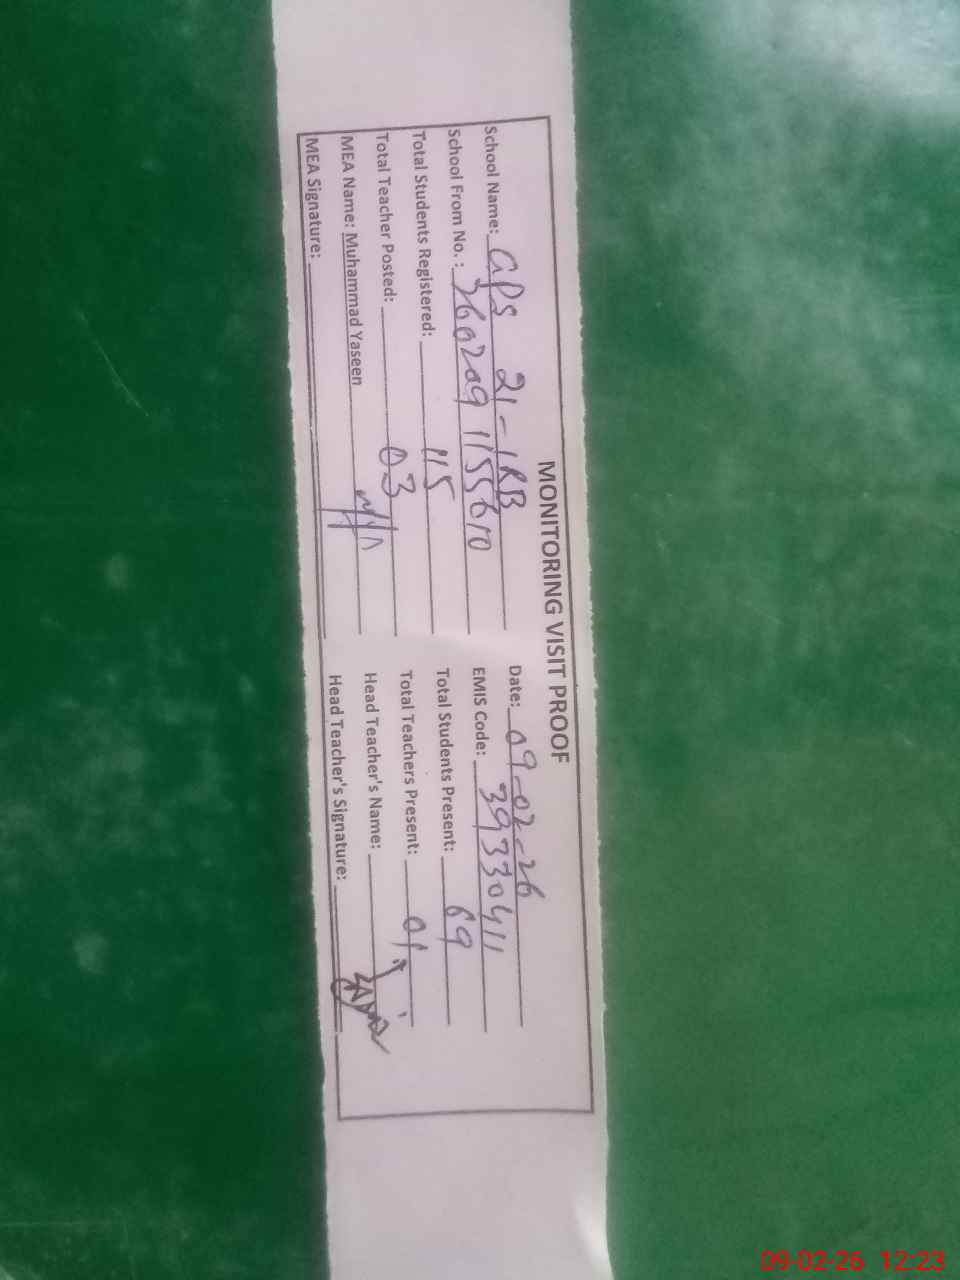 MONITORING VISIT PROOF
School Name: GPS 21-1RB Date: 09-02-26
School From No.: 3602091155610 EMIS Code: 39330411
Total Students Registered: 115 Total Students Present: 69
Total Teacher Posted: 03 Total Teachers Present: 01
MEA Name: Muhammad Yaseen Head Teacher's Name:
MEA Signature: Head Teacher's Signature:
09-02-26 12:23